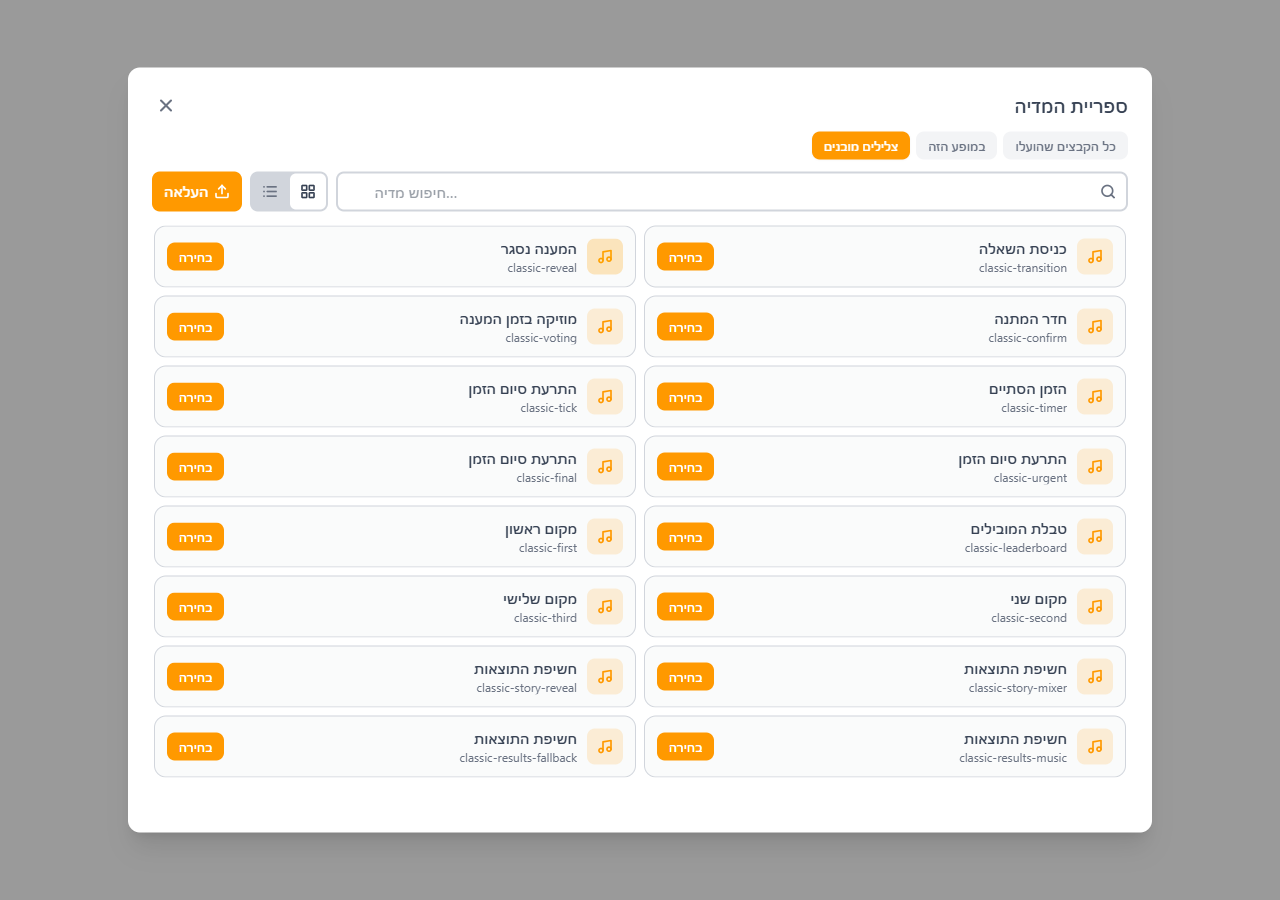 ספריית המדיה
כל הקבצים שהועלו
במופע הזה
צלילים מובנים
חיפוש מדיה...
העלאה
כניסת השאלה
classic-transition
בחירה
המענה נסגר
classic-reveal
בחירה
חדר המתנה
classic-confirm
בחירה
מוזיקה בזמן המענה
classic-voting
בחירה
הזמן הסתיים
classic-timer
בחירה
התרעת סיום הזמן
classic-tick
בחירה
התרעת סיום הזמן
classic-urgent
בחירה
התרעת סיום הזמן
classic-final
בחירה
טבלת המובילים
classic-leaderboard
בחירה
מקום ראשון
classic-first
בחירה
מקום שני
classic-second
בחירה
מקום שלישי
classic-third
בחירה
חשיפת התוצאות
classic-story-mixer
בחירה
חשיפת התוצאות
classic-story-reveal
בחירה
חשיפת התוצאות
classic-results-music
בחירה
חשיפת התוצאות
classic-results-fallback
בחירה